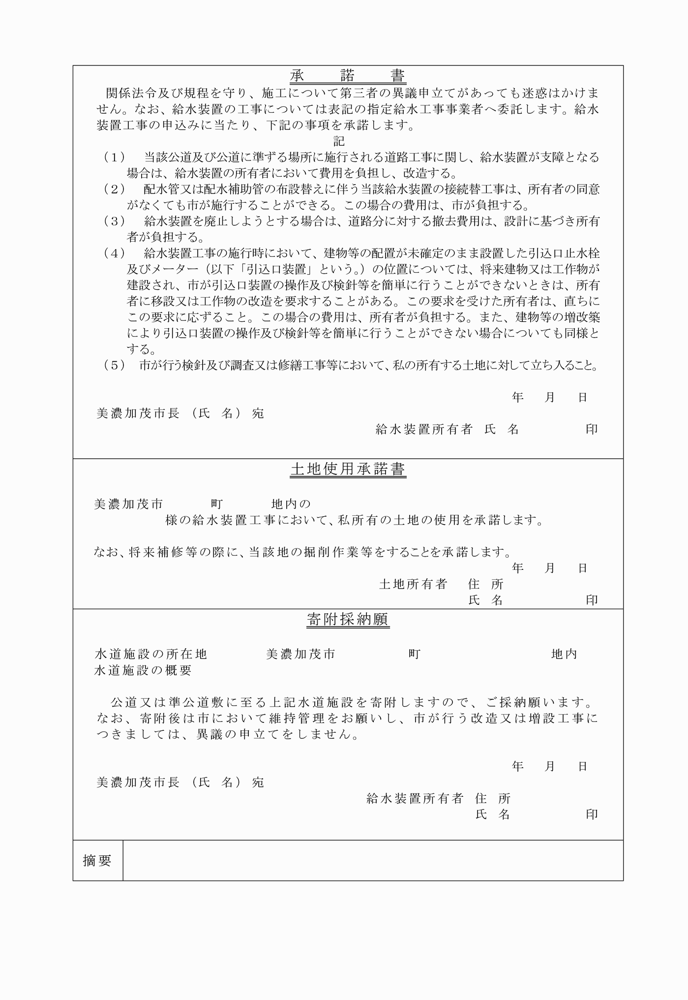 承　　諾　　書
関係法令及び規程を守り、施工について第三者の異議申立てがあっても迷惑はかけま
せん。なお、給水装置の工事については表記の指定給水工事事業者へ委託します。給水
装置工事の申込みに当たり、下記の事項を承諾します。
記
（１）　当該公道及び公道に準ずる場所に施行される道路工事に関し、給水装置が支障となる
場合は、給水装置の所有者において費用を負担し、改造する。
（２）　配水管又は配水補助管の布設替えに伴う当該給水装置の接続替工事は、所有者の同意
がなくても市が施行することができる。この場合の費用は、市が負担する。
（３）　給水装置を廃止しようとする場合は、道路分に対する撤去費用は、設計に基づき所有
者が負担する。
（４）　給水装置工事の施行時において、建物等の配置が未確定のまま設置した引込口止水栓
及びメーター（以下「引込口装置」という。）の位置については、将来建物又は工作物が
建設され、市が引込口装置の操作及び検針等を簡単に行うことができないときは、所有
者に移設又は工作物の改造を要求することがある。この要求を受けた所有者は、直ちに
この要求に応ずること。この場合の費用は、所有者が負担する。また、建物等の増改築
により引込口装置の操作及び検針等を簡単に行うことができない場合についても同様と
する。
（５）　市が行う検針及び調査又は修繕工事等において、私の所有する土地に対して立ち入ること。
年　月　日
美濃加茂市長　（氏　名）　宛
給水装置所有者　氏　名　　　　　印
土地使用承諾書
美濃加茂市　　　　町　　　　地内の
様の給水装置工事において、私所有の土地の使用を承諾します。
なお、将来補修等の際に、当該地の掘削作業等をすることを承諾します。
年　月　日
土地所有者　住　所
氏　名　　　　　印
寄附採納願
水道施設の所在地　　　　美濃加茂市　　　　　町　　　　　　　　　地内
水道施設の概要
公道又は準公道敷に至る上記水道施設を寄附しますので、ご採納願います。
なお、寄附後は市において維持管理をお願いし、市が行う改造又は増設工事に
つきましては、異議の申立てをしません。
年　月　日
美濃加茂市長　（氏　名）　宛
給水装置所有者　住　所
氏　名　　　　　印
摘要